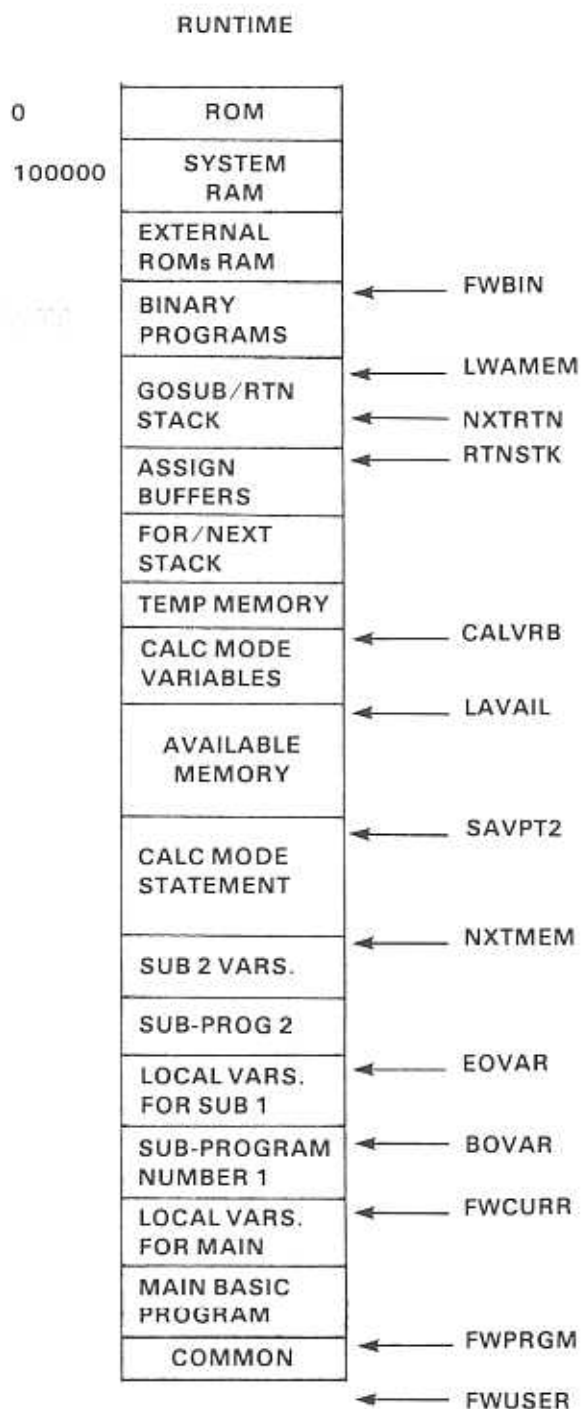 RUNTIME
0 ROM
100000 SYSTEM
RAM
EXTERNAL
ROMs RAM
FWBIN
BINARY
PROGRAMS
LWAMEM
GOSUB/RTN
STACK
NXTRTN
RTNSTK
ASSIGN
BUFFERS
FOR/NEXT
STACK
TEMP MEMORY
CALVRB
CALC MODE
VARIABLES
LAVAIL
AVAILABLE
MEMORY
SAVPT2
CALC MODE
STATEMENT
NXTMEM
SUB 2 VARS.
SUB-PROG 2
EOVAR
LOCAL VARS.
FOR SUB 1
BOVAR
SUB-PROGRAM
NUMBER 1
FWCURR
LOCAL VARS.
FOR MAIN
MAIN BASIC
PROGRAM
FWPRGM
COMMON
FWUSER